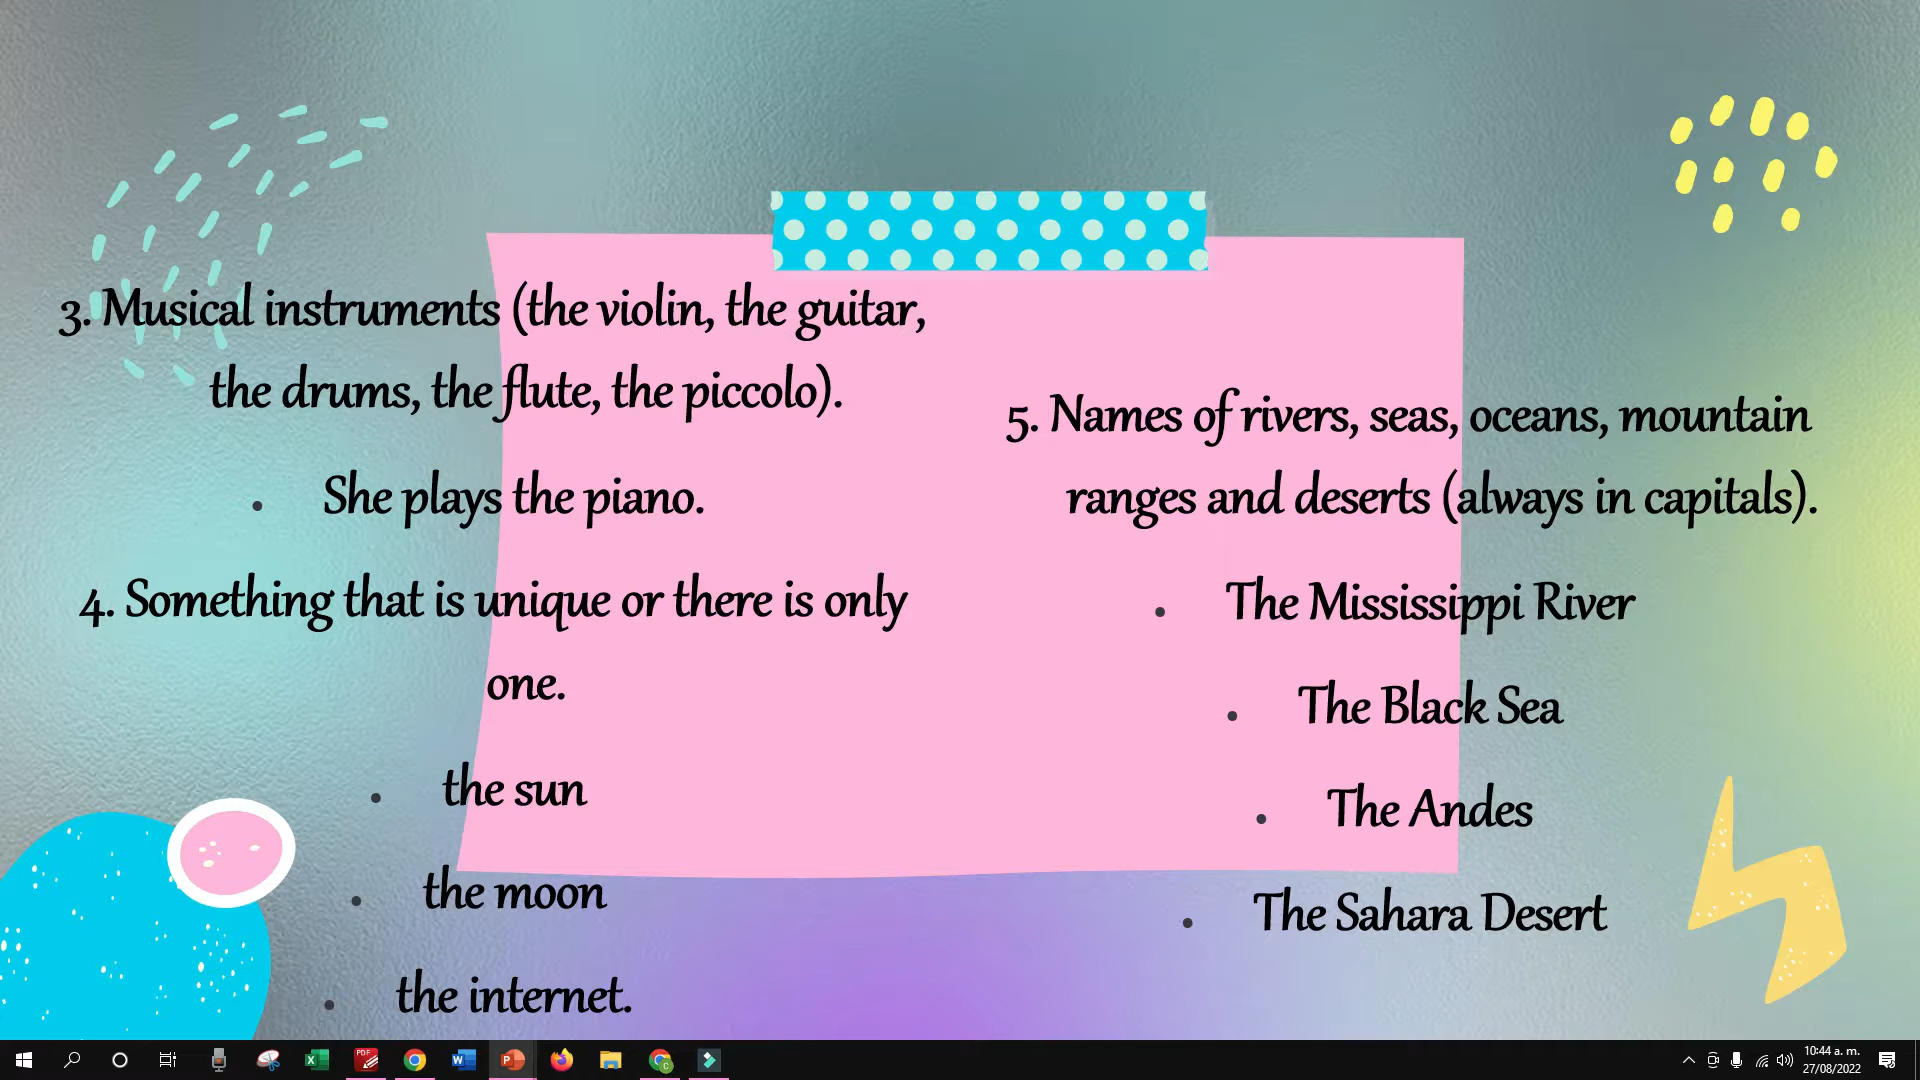 3. Musical instruments (the violin, the guitar,
the drums, the flute, the piccolo).
• She plays the piano.
4. Something that is unique or there is only
one.
• the sun
• the moon
• the internet.
5. Names of rivers, seas, oceans, mountain
ranges and deserts (always in capitals).
• The Mississippi River
• The Black Sea
• The Andes
• The Sahara Desert
10:44 a. m.
27/08/2022